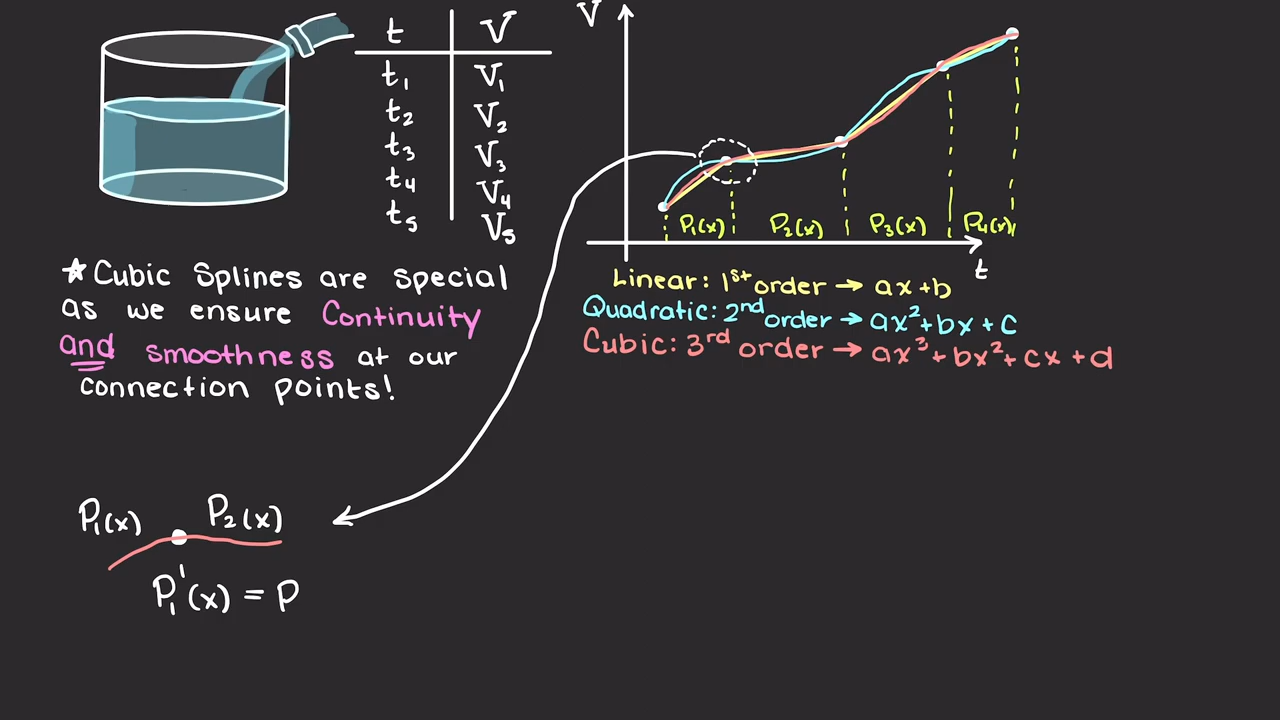 t V
t₁ V₁
t₂ V₂
t₃ V₃
t₄ V₄
t₅ V₅
★Cubic Splines are special
as we ensure Continuity
and smoothness at our
connection points!
V
P₁(x) P₂(x) P₃(x) P₄(x)
t
Linear: 1ˢᵗ order → ax+b
Quadratic: 2ⁿᵈ order → ax²+bx+c
Cubic: 3ʳᵈ order → ax³+bx²+cx+d
P₁(x) P₂(x)
P₁'(x) = P